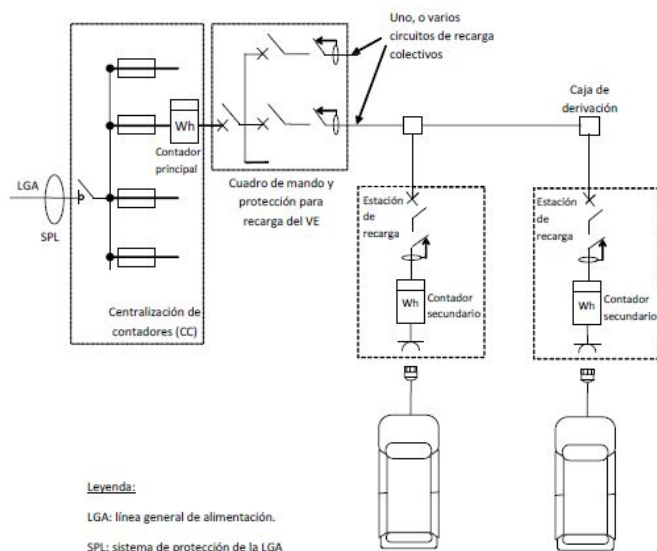 Uno, o varios
circuitos de recarga
colectivos
Caja de
derivación
Wh
Contador
principal
LGA
SPL
Cuadro de mando y
protección para
recarga del VE
Centralización de
contadores (CC)
Estación
de
recarga
Wh
Contador
secundario
Estación
de
recarga
Wh
Contador
secundario
Leyenda:
LGA: línea general de alimentación.
SPL: sistema de protección de la LGA